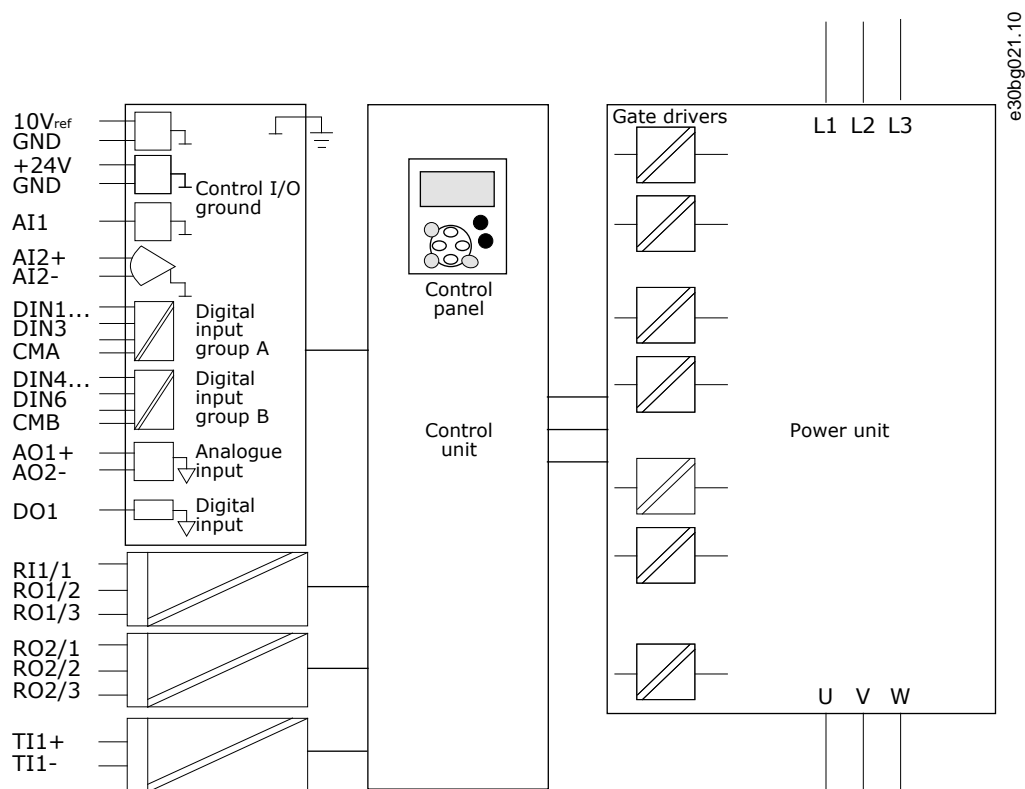 e30bg021.10
10Vref
GND
+24V
GND
AI1
AI2+
AI2-
DIN1...
DIN3
CMA
DIN4...
DIN6
CMB
AO1+
AO2-
DO1
RI1/1
RO1/2
RO1/3
RO2/1
RO2/2
RO2/3
TI1+
TI1-
Control I/O
ground
Digital
input
group A
Digital
input
group B
Analogue
input
Digital
input
Control
panel
Control
unit
Gate drivers
L1 L2 L3
Power unit
U V W